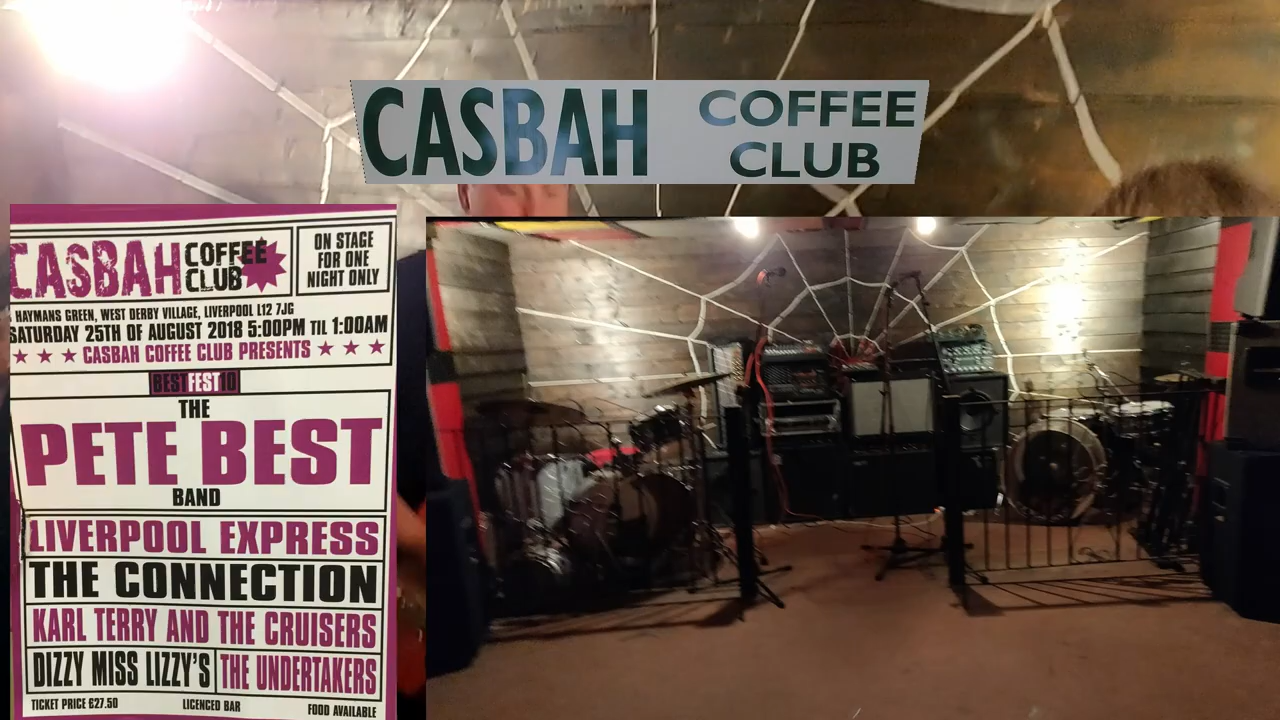 CASBAH COFFEE
CLUB
CASBAH COFFEE
CLUB
ON STAGE
FOR ONE
NIGHT ONLY
HAYMANS GREEN, WEST DERBY VILLAGE, LIVERPOOL L12 7JG
SATURDAY 25TH OF AUGUST 2018 5:00PM TIL 1:00AM
★ ★ ★ CASBAH COFFEE CLUB PRESENTS ★ ★ ★
BESTFEST10
THE
PETE BEST
BAND
LIVERPOOL EXPRESS
THE CONNECTION
KARL TERRY AND THE CRUISERS
DIZZY MISS LIZZY'S THE UNDERTAKERS
TICKET PRICE £27.50 LICENCED BAR FOOD AVAILABLE